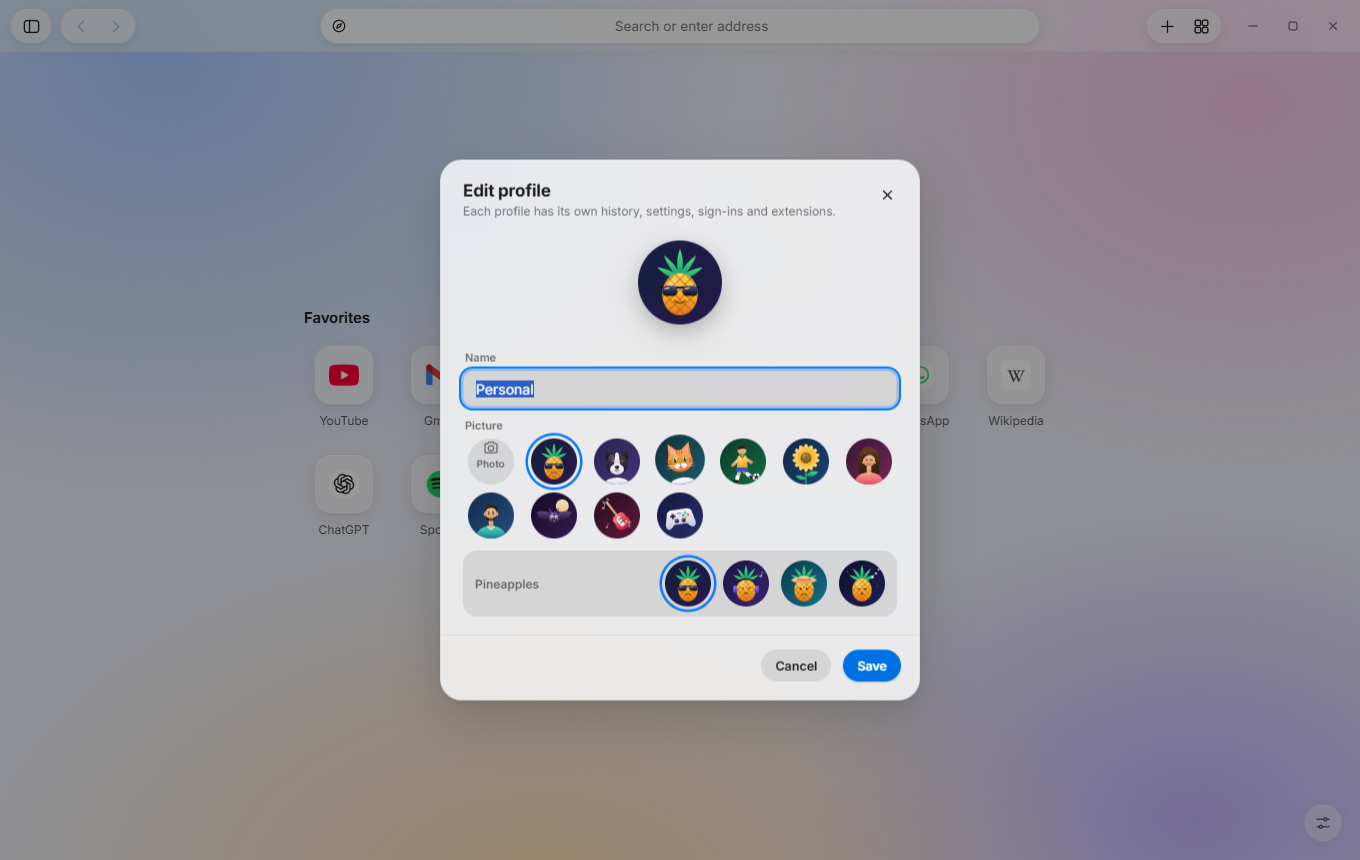 Search or enter address
Edit profile
Each profile has its own history, settings, sign-ins and extensions.
Favorites
Name
Personal
YouTube
Gm
sApp
W
Wikipedia
Picture
Photo
ChatGPT
Spo
Pineapples
Cancel
Save